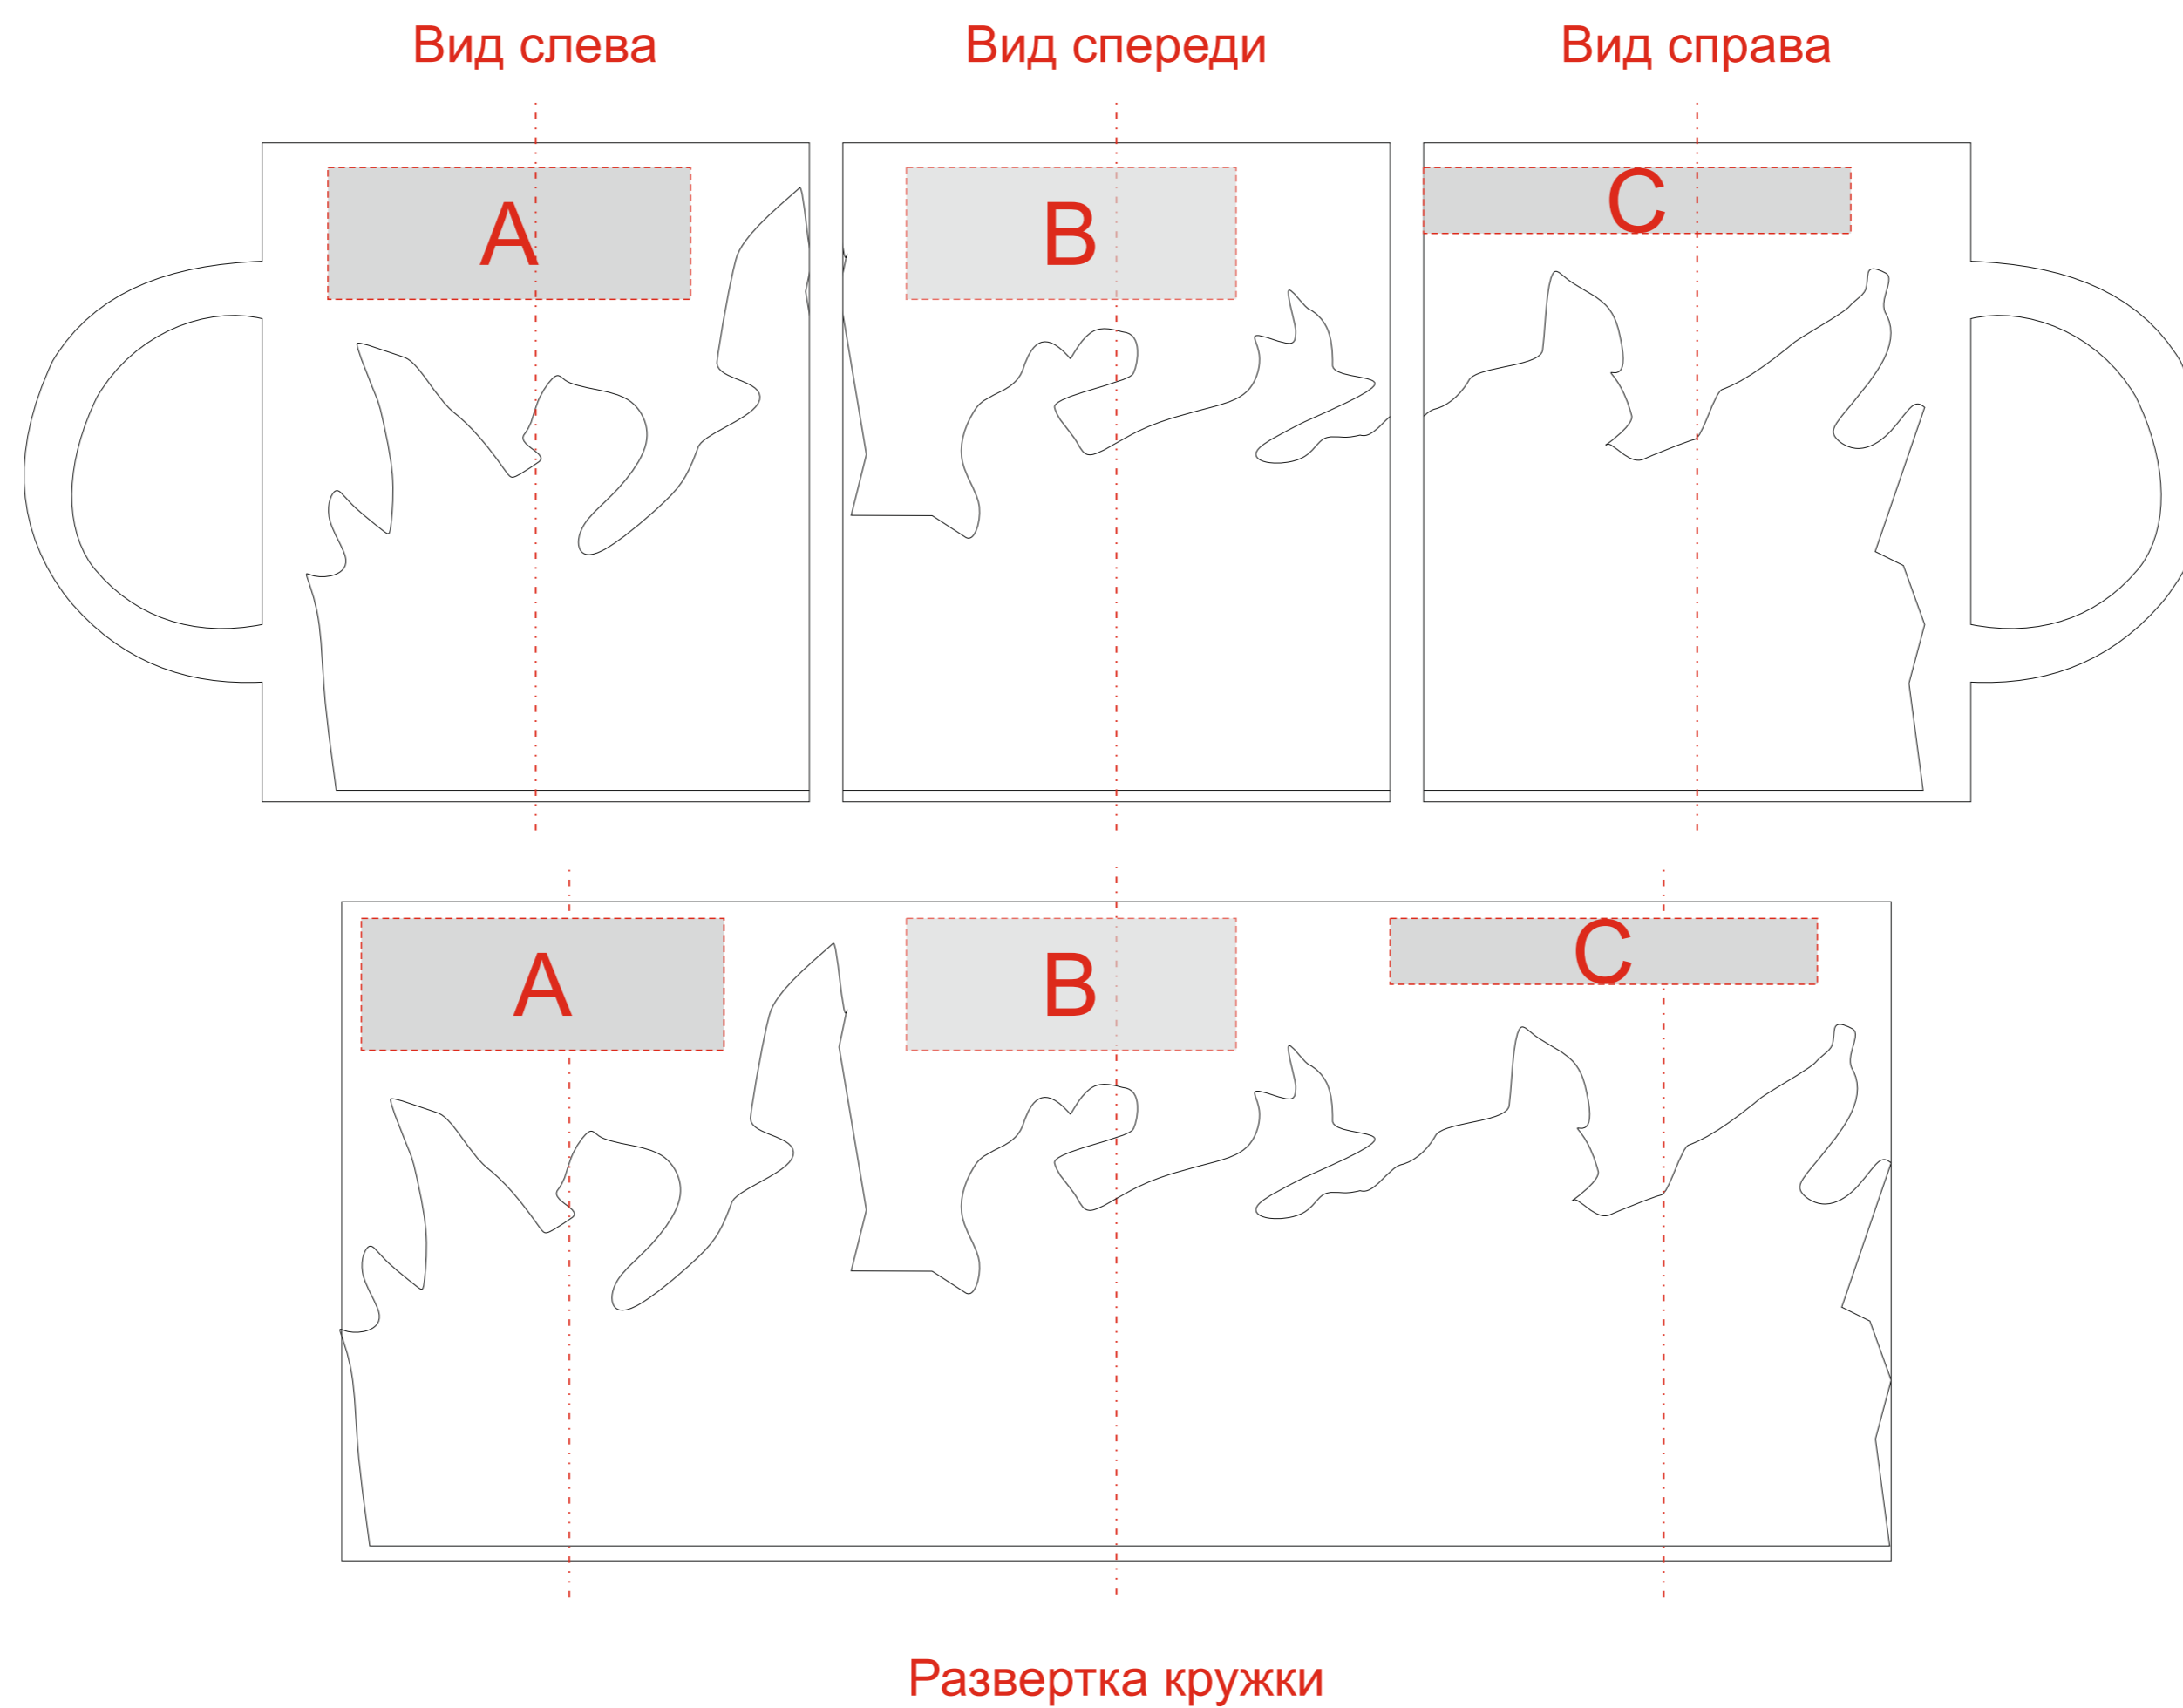 Вид слева
Вид спереди
Вид справа
A
B
C
A
B
C
Развертка кружки